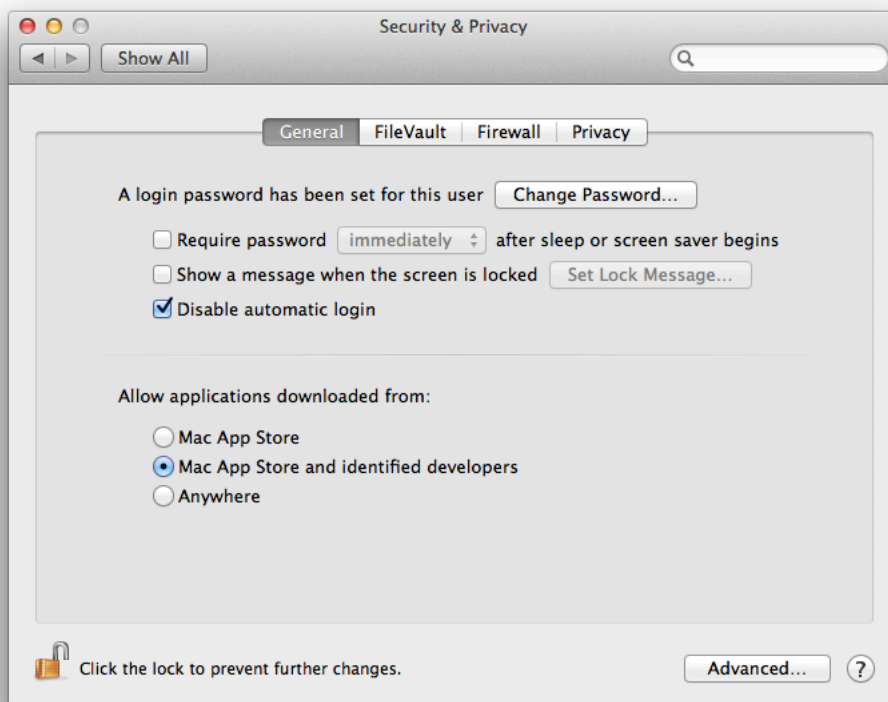 Security & Privacy
Show All
General FileVault Firewall Privacy
A login password has been set for this user Change Password...
Require password immediately after sleep or screen saver begins
Show a message when the screen is locked Set Lock Message...
Disable automatic login
Allow applications downloaded from:
Mac App Store
Mac App Store and identified developers
Anywhere
Click the lock to prevent further changes. Advanced... ?